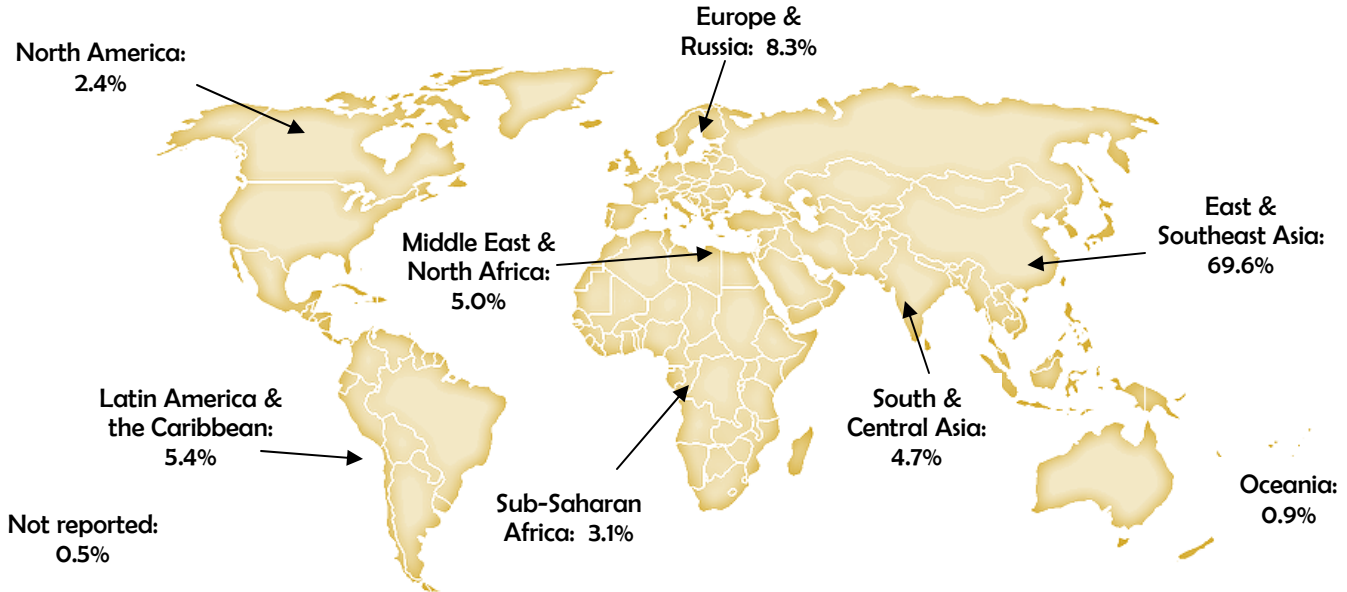 Europe &
Russia: 8.3%
North America:
2.4%
East &
Southeast Asia:
69.6%
Middle East &
North Africa:
5.0%
Latin America &
the Caribbean:
5.4%
South &
Central Asia:
4.7%
Sub-Saharan
Africa: 3.1%
Oceania:
0.9%
Not reported:
0.5%